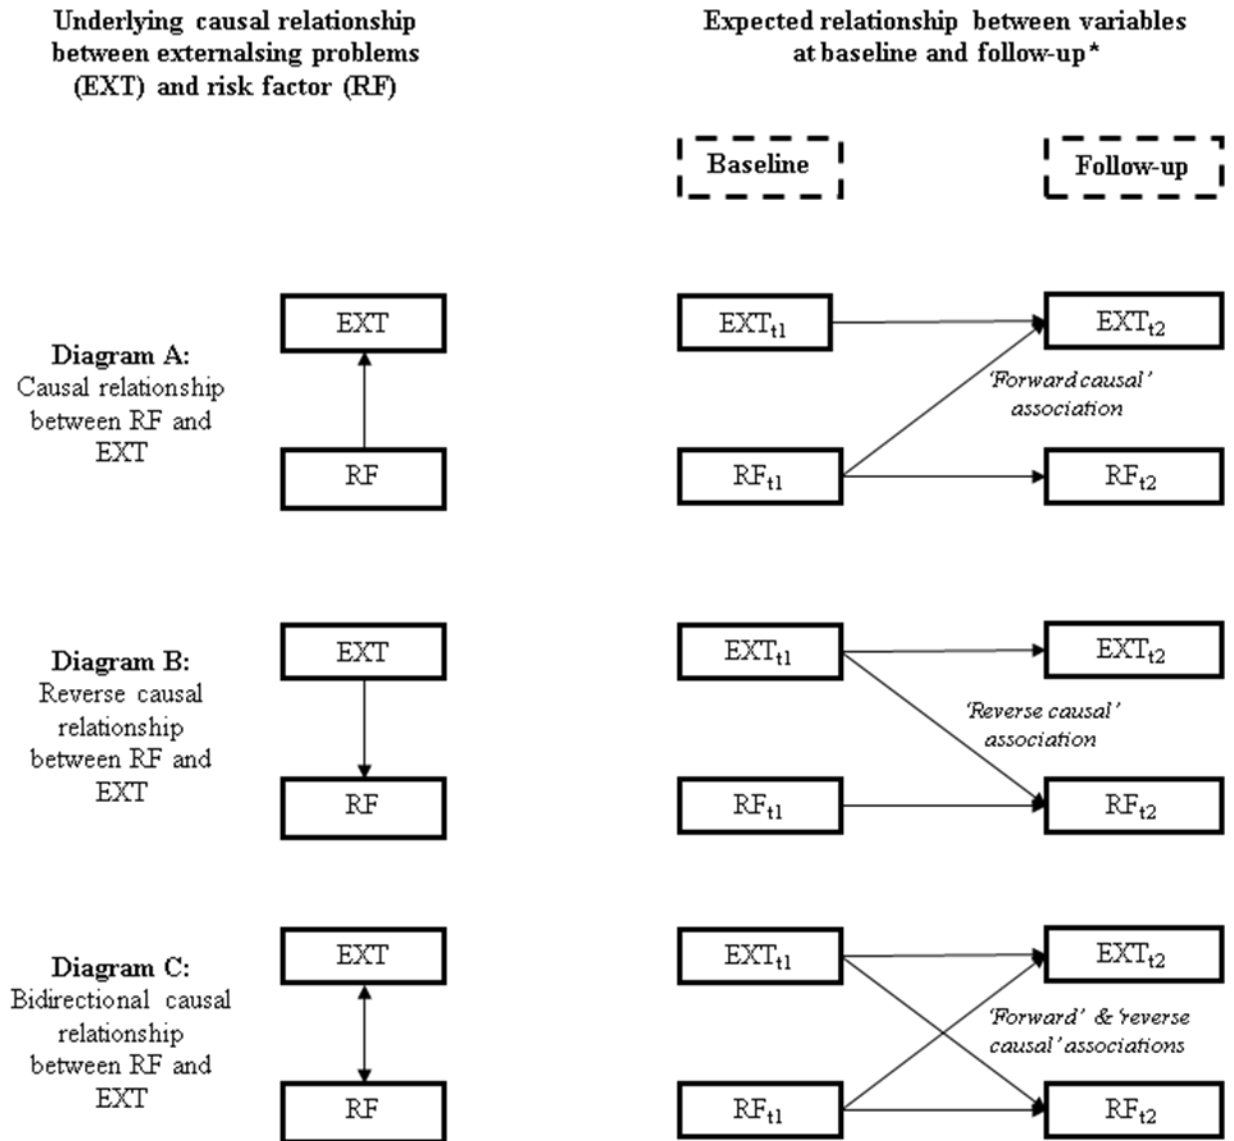 Underlying causal relationship
between externalsing problems
(EXT) and risk factor (RF)
Expected relationship between variables
at baseline and follow-up*
Baseline
Follow-up
Diagram A:
Causal relationship
between RF and
EXT
EXT
RF
EXTt1
EXTt2
'Forward causal'
association
RFt1
RFt2
Diagram B:
Reverse causal
relationship
between RF and
EXT
EXT
RF
EXTt1
EXTt2
'Reverse causal'
association
RFt1
RFt2
Diagram C:
Bidirectional causal
relationship
between RF and
EXT
EXT
RF
EXTt1
EXTt2
'Forward' & 'reverse
causal' associations
RFt1
RFt2